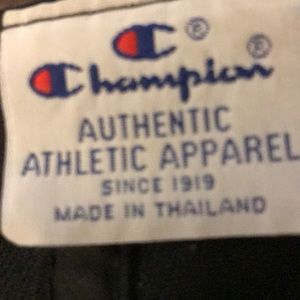 C®
Champion®
AUTHENTIC
ATHLETIC APPAREL
SINCE 1919
MADE IN THAILAND